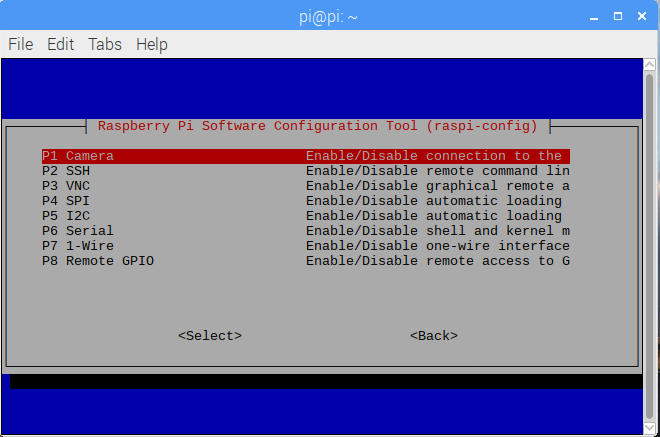 pi@pi: ~
File Edit Tabs Help
Raspberry Pi Software Configuration Tool (raspi-config)
P1 Camera Enable/Disable connection to the
P2 SSH Enable/Disable remote command lin
P3 VNC Enable/Disable graphical remote a
P4 SPI Enable/Disable automatic loading
P5 I2C Enable/Disable automatic loading
P6 Serial Enable/Disable shell and kernel m
P7 1-Wire Enable/Disable one-wire interface
P8 Remote GPIO Enable/Disable remote access to G
<Select> <Back>